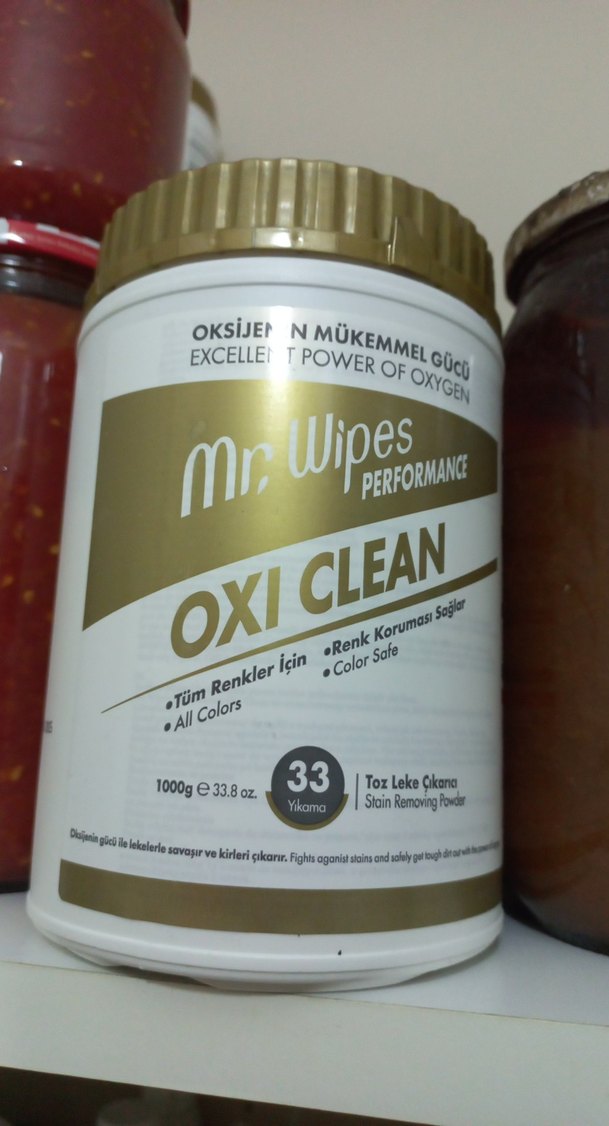 OKSİJENİN MÜKEMMEL GÜCÜ
EXCELLENT POWER OF OXYGEN
Mr. Wipes
PERFORMANCE
OXI CLEAN
•Tüm Renkler İçin •Renk Koruması Sağlar
•All Colors •Color Safe
1000g e 33.8 oz.
33
Yıkama
Toz Leke Çıkarıcı
Stain Removing Powder
Oksijenin gücü ile lekelerle savaşır ve kirleri çıkarır. Fights aganist stains and safely get tough dirt out with the